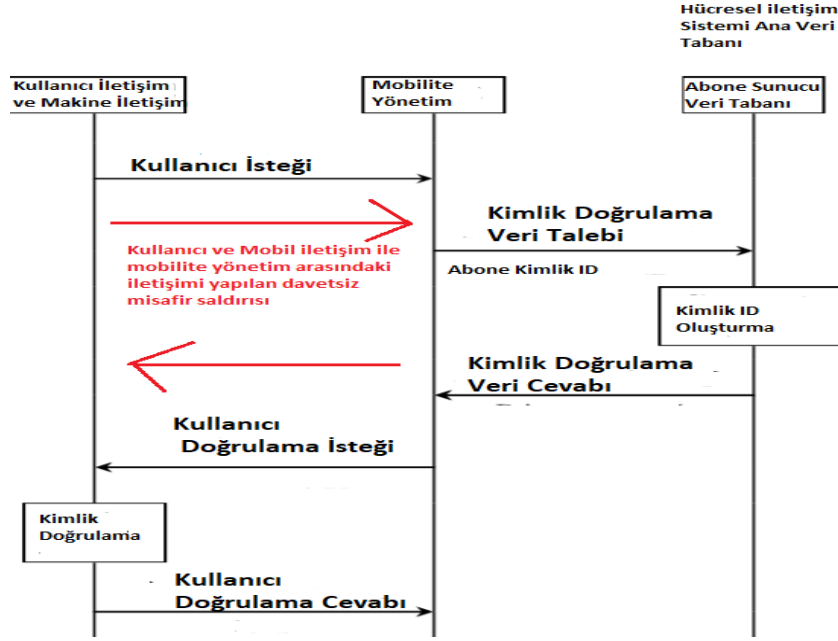 Hücresel iletişim
Sistemi Ana Veri
Tabanı
Kullanıcı İletişim
ve Makine İletişim
Mobilite
Yönetim
Abone Sunucu
Veri Tabanı
Kullanıcı İsteği
Kimlik Doğrulama
Veri Talebi
Kullanıcı ve Mobil iletişim ile
mobilite yönetim arasındaki
iletişimi yapılan davetsiz
misafir saldırısı
Abone Kimlik ID
Kimlik ID
Oluşturma
Kimlik Doğrulama
Veri Cevabı
Kullanıcı
Doğrulama İsteği
Kimlik
Doğrulama
Kullanıcı
Doğrulama Cevabı